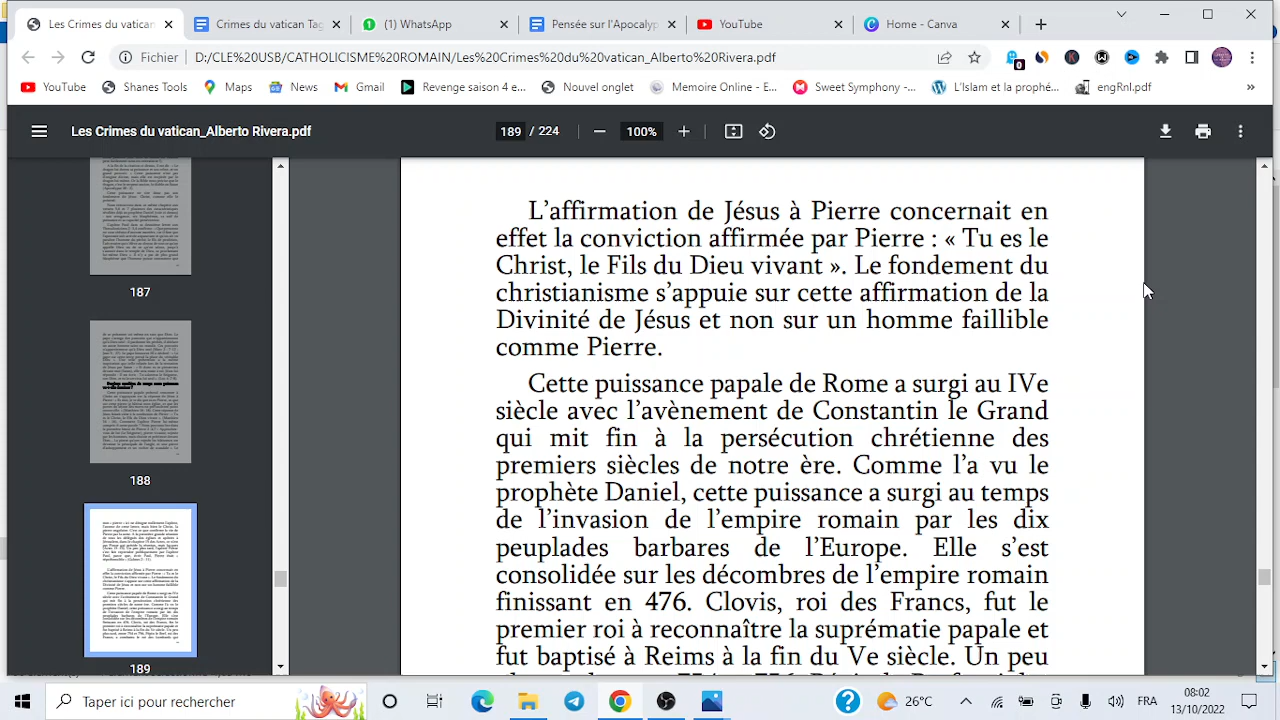 Les Crimes du vatican
Crimes du vatican Tag
(1) WhatsApp
Pensée sur l'Apocalyp
YouTube
Home - Canva
Fichier
D:/CLE%20USB/CATHOLICISME%20ROMAIN/Les%20Crimes%20du%20vatican_Alberto%20Rivera.pdf
0
YouTube
Shanes Tools
Maps
News
Gmail
Revenge saison 4 e...
Nouvel onglet
Memoire Online - E...
Sweet Symphony -...
L'Islam et la prophé...
engRnl.pdf
»
Les Crimes du vatican_Alberto Rivera.pdf
189 / 224
100%
187
188
189
L'affirmation de Jésus à Pierre concernait en
effet la conviction affirmée par Pierre : « Tu es le
Christ, le Fils du Dieu vivant ». Le fondement du
christianisme s'appuie sur cette affirmation de la
Divinité de Jésus et non sur un homme faillible
comme Pierre.
Cette puissance papale de Rome a surgi au IVe
siècle avec l'avènement de Constantin le Grand
qui mit fin à la persécution chrétienne des
premiers siècles de notre ère. Comme l'a vu le
prophète Daniel, cette puissance a surgi au temps
de l'invasion de l'empire romain par les dix
peuplades barbares de l'Europe. Elle s'est
consolidée sur les décombres de l'empire romain
finissant en 476. Clovis, roi des Francs, fut le
premier roi à reconnaître la suprématie papale et
fut baptisé à Reims à la fin du Ve siècle. Un peu
Taper ici pour rechercher
26°C
FRA
08:02
13/10/2022